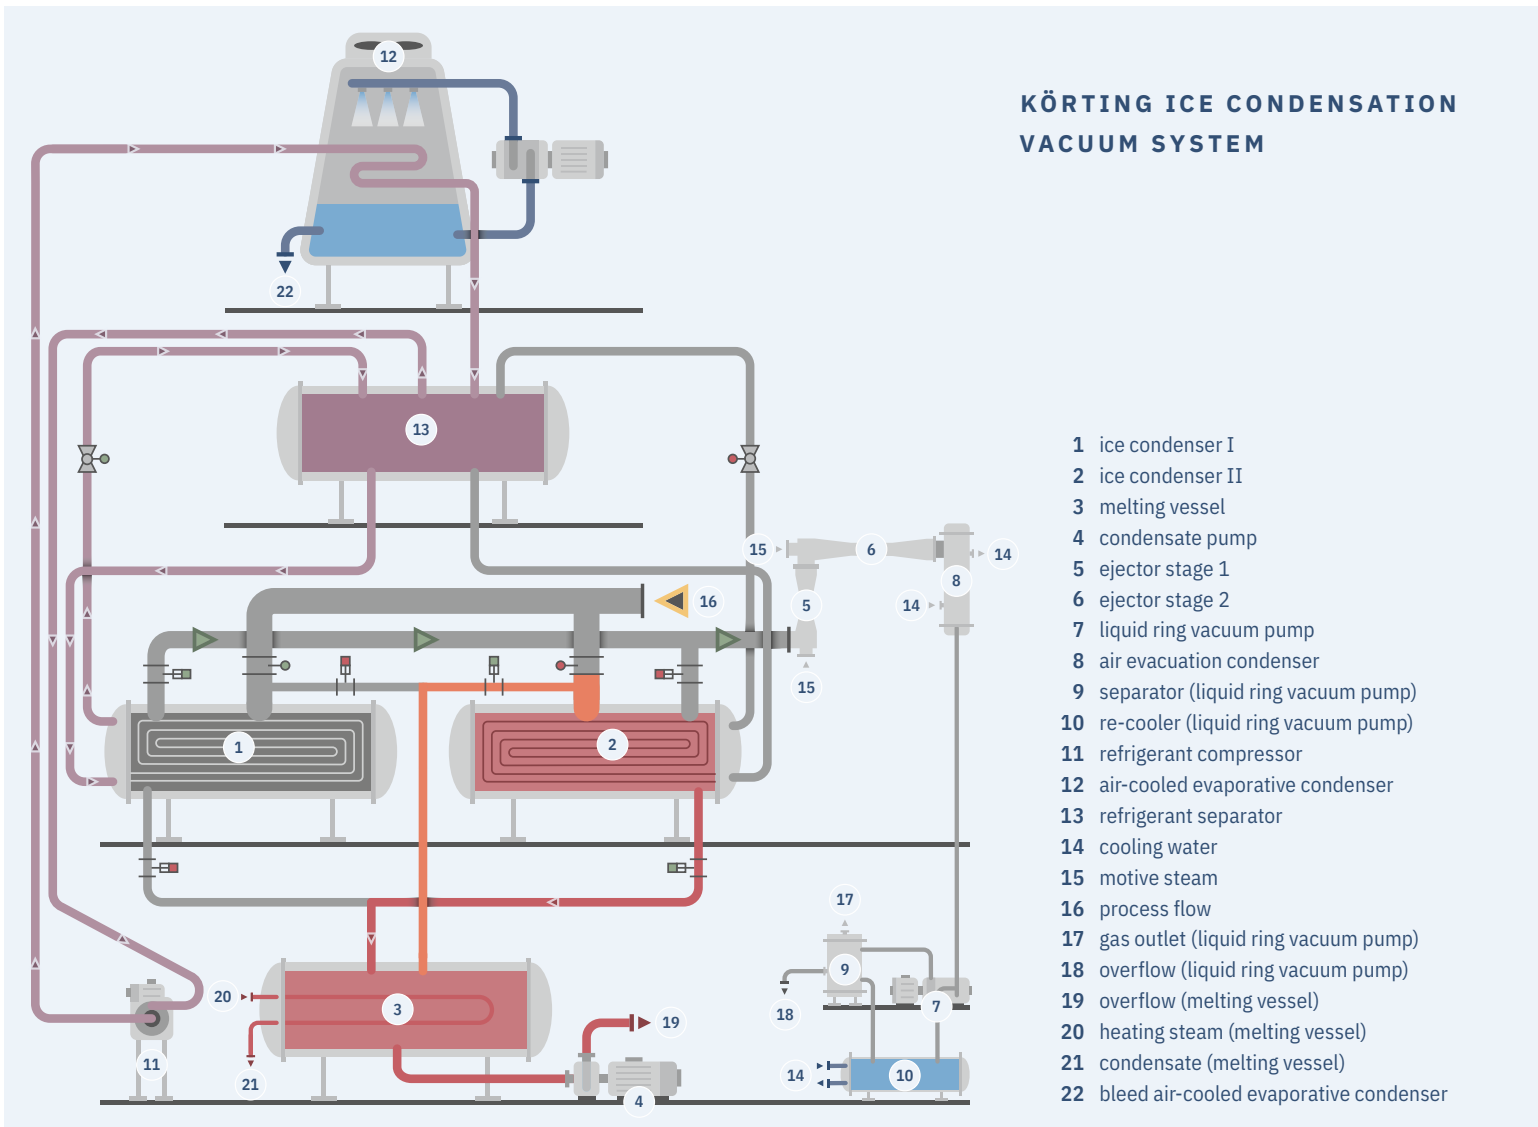 KÖRTING ICE CONDENSATION
VACUUM SYSTEM
12
22
13
15
6
14
8
16
5
14
15
1
2
17
9
20
3
7
18
19
11
21
14
10
4
1 ice condenser I
2 ice condenser II
3 melting vessel
4 condensate pump
5 ejector stage 1
6 ejector stage 2
7 liquid ring vacuum pump
8 air evacuation condenser
9 separator (liquid ring vacuum pump)
10 re-cooler (liquid ring vacuum pump)
11 refrigerant compressor
12 air-cooled evaporative condenser
13 refrigerant separator
14 cooling water
15 motive steam
16 process flow
17 gas outlet (liquid ring vacuum pump)
18 overflow (liquid ring vacuum pump)
19 overflow (melting vessel)
20 heating steam (melting vessel)
21 condensate (melting vessel)
22 bleed air-cooled evaporative condenser